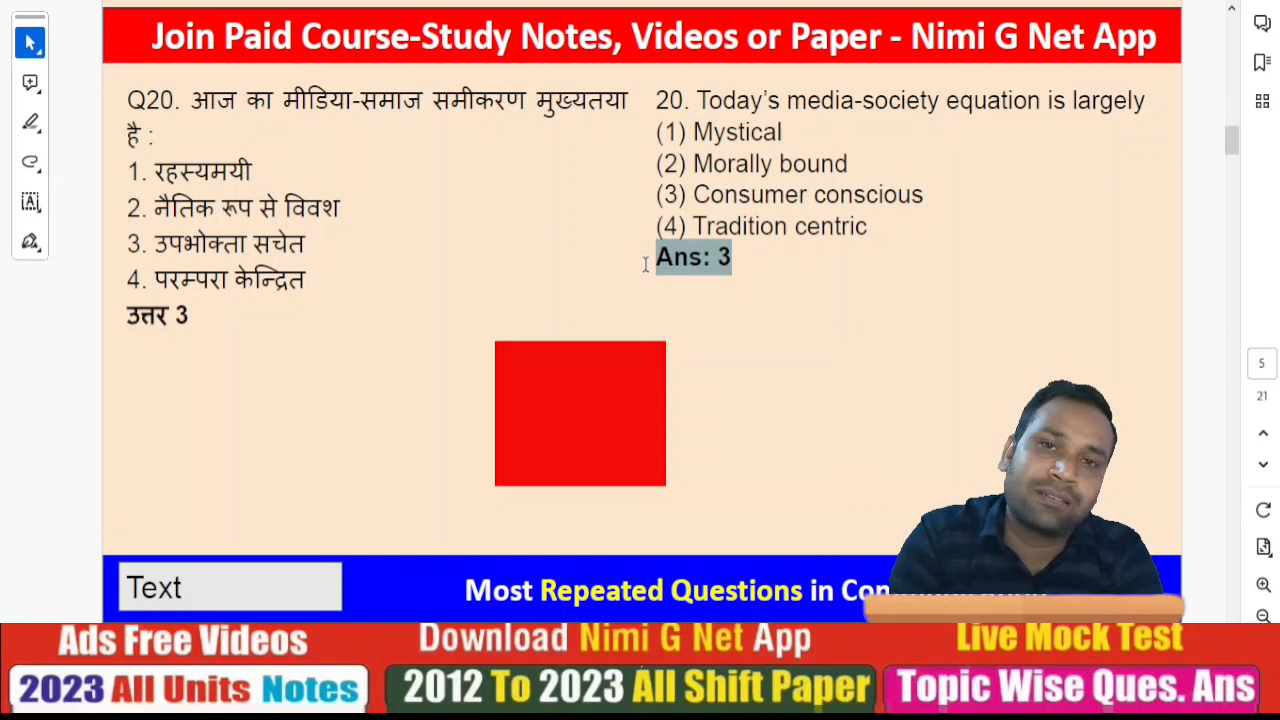 Join Paid Course-Study Notes, Videos or Paper - Nimi G Net App
Q20. आज का मीडिया-समाज समीकरण मुख्यतया
है :
1. रहस्यमयी
2. नैतिक रूप से विवश
3. उपभोक्ता सचेत
4. परम्परा केन्द्रित
उत्तर 3
20. Today's media-society equation is largely
(1) Mystical
(2) Morally bound
(3) Consumer conscious
(4) Tradition centric
Ans: 3
5
21
Text
Most Repeated Questions in
Ads Free Videos
Download Nimi G Net App
Live Mock Test
2023 All Units Notes
2012 To 2023 All Shift Paper
Topic Wise Ques. Ans